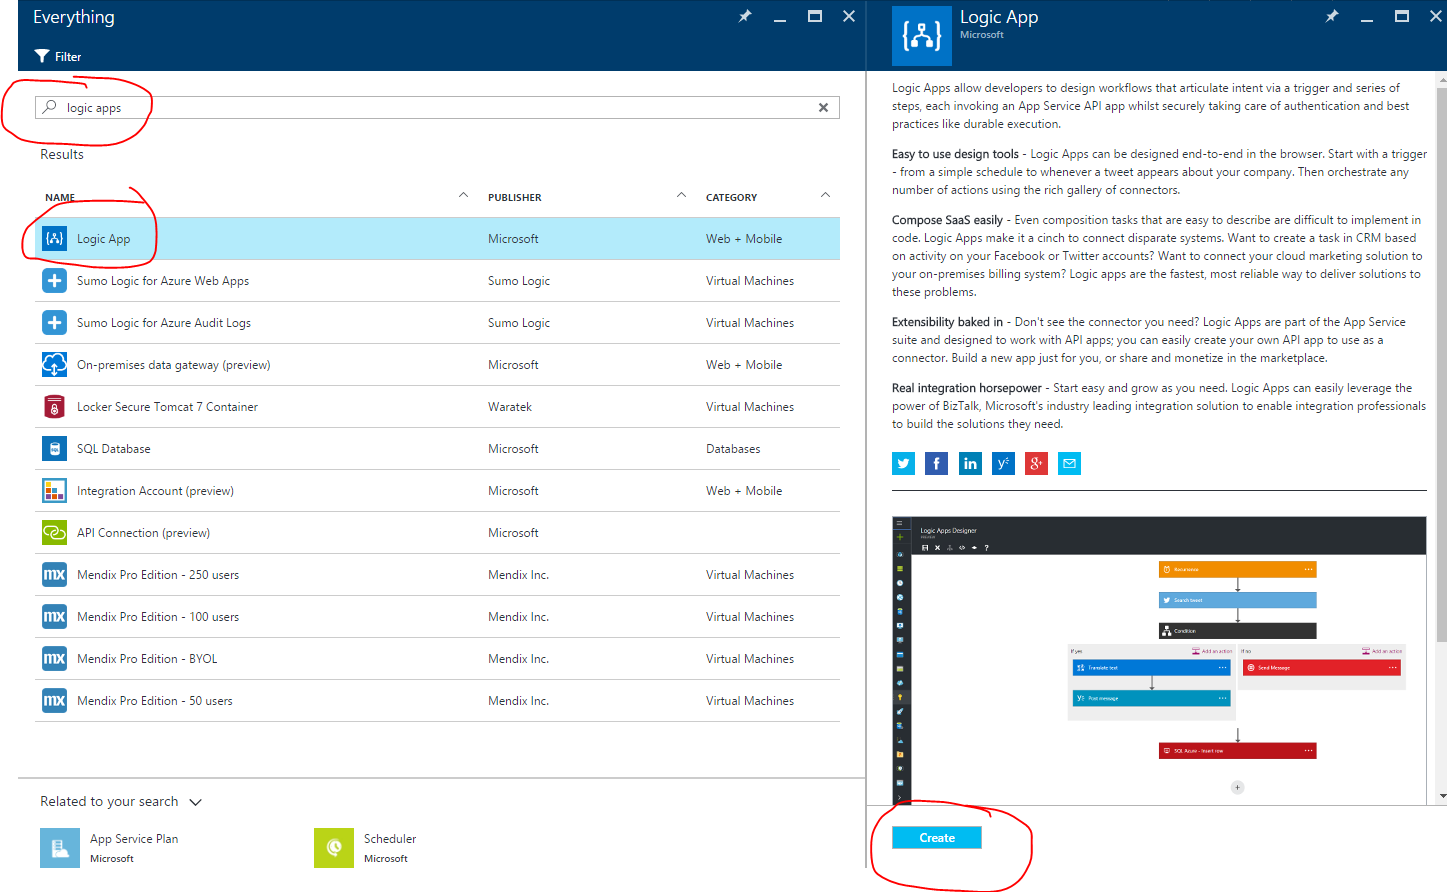 Everything
Filter
logic apps
Results
NAME PUBLISHER CATEGORY
Logic App Microsoft Web + Mobile
Sumo Logic for Azure Web Apps Sumo Logic Virtual Machines
Sumo Logic for Azure Audit Logs Sumo Logic Virtual Machines
On-premises data gateway (preview) Microsoft Web + Mobile
Locker Secure Tomcat 7 Container Waratek Virtual Machines
SQL Database Microsoft Databases
Integration Account (preview) Microsoft Web + Mobile
API Connection (preview) Microsoft
mx Mendix Pro Edition - 250 users Mendix Inc. Virtual Machines
mx Mendix Pro Edition - 100 users Mendix Inc. Virtual Machines
mx Mendix Pro Edition - BYOL Mendix Inc. Virtual Machines
mx Mendix Pro Edition - 50 users Mendix Inc. Virtual Machines
Related to your search
App Service Plan
Microsoft
Scheduler
Microsoft
Logic App
Microsoft
Logic Apps allow developers to design workflows that articulate intent via a trigger and series of
steps, each invoking an App Service API app whilst securely taking care of authentication and best
practices like durable execution.
Easy to use design tools - Logic Apps can be designed end-to-end in the browser. Start with a trigger
- from a simple schedule to whenever a tweet appears about your company. Then orchestrate any
number of actions using the rich gallery of connectors.
Compose SaaS easily - Even composition tasks that are easy to describe are difficult to implement in
code. Logic Apps make it a cinch to connect disparate systems. Want to create a task in CRM based
on activity on your Facebook or Twitter accounts? Want to connect your cloud marketing solution to
your on-premises billing system? Logic apps are the fastest, most reliable way to deliver solutions to
these problems.
Extensibility baked in - Don't see the connector you need? Logic Apps are part of the App Service
suite and designed to work with API apps; you can easily create your own API app to use as a
connector. Build a new app just for you, or share and monetize in the marketplace.
Real integration horsepower - Start easy and grow as you need. Logic Apps can easily leverage the
power of BizTalk, Microsoft's industry leading integration solution to enable integration professionals
to build the solutions they need.
Logic Apps Designer
Recurrence
Search tweet
Condition
If yes Add an action If no Add an action
Translate text Send Message
Post message
SQL Azure - Insert row
Create